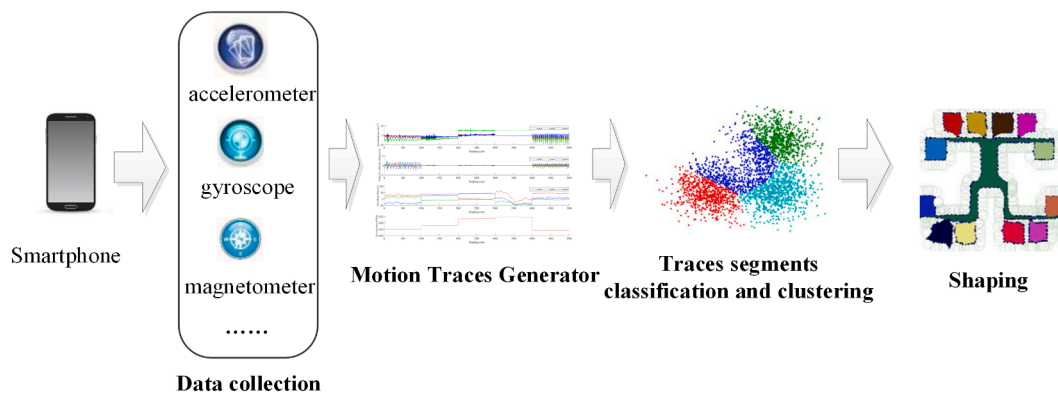 accelerometer
gyroscope
magnetometer
……
Smartphone
Data collection
Motion Traces Generator
Traces segments
classification and clustering
Shaping